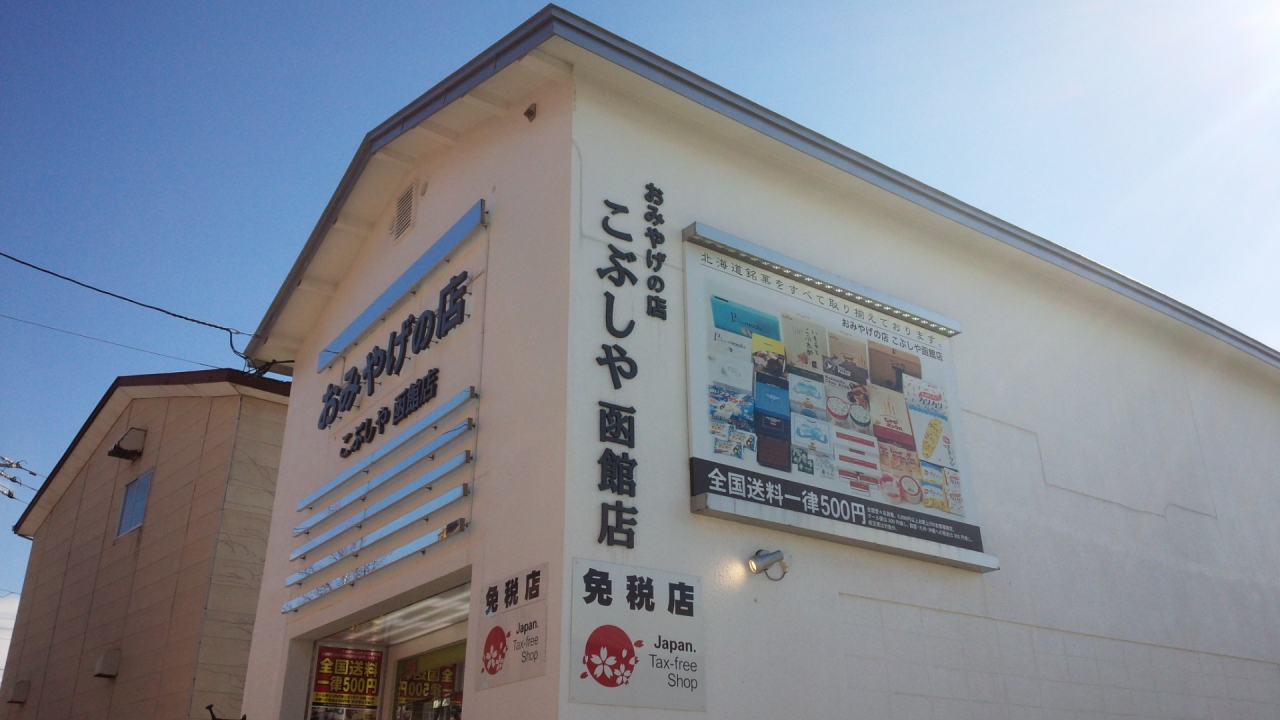 おみやげの店
こぶしや 函館店
おみやげの店
こぶしや 函館店
北海道銘菓をすべて取り揃えております。
おみやげの店 こぶしや函館店
全国送料一律500円
免税店
Japan.
Tax-free
Shop
免税店
Japan.
Tax-free
Shop
全国送料
一律500円